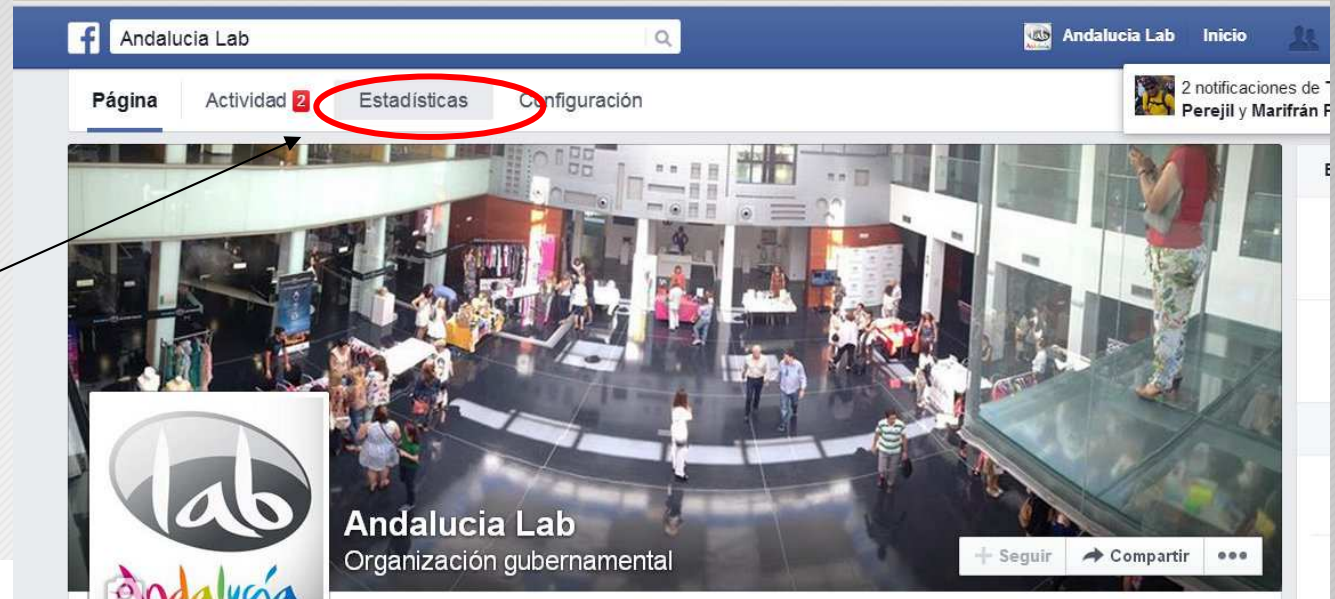 f Andalucia Lab
Andalucia Lab Inicio
Página Actividad 2 Estadísticas Configuración
2 notificaciones de
Perejil y Marifrán
lab
Andalucía
Andalucia Lab
Organización gubernamental
Seguir Compartir